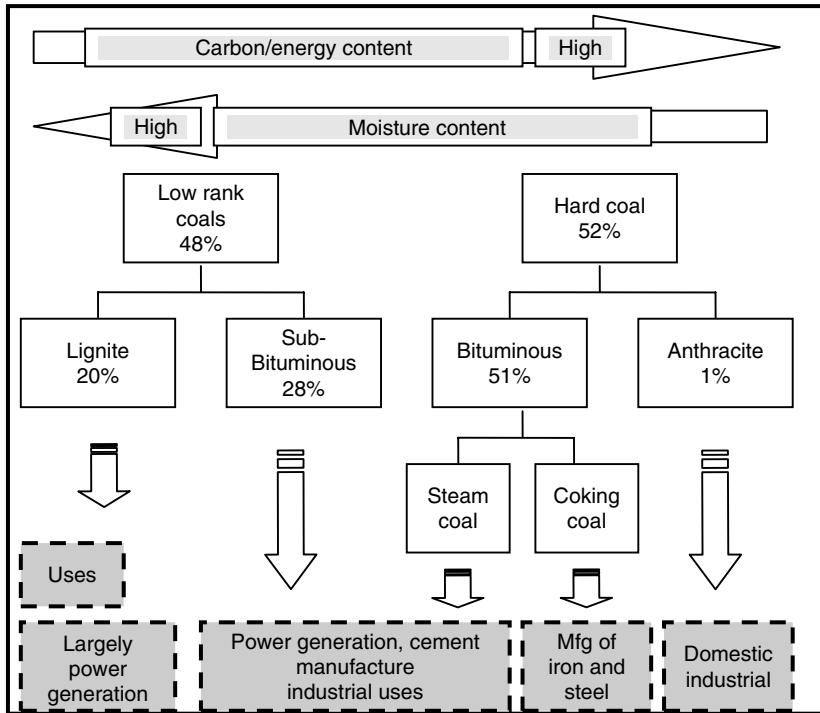 Carbon/energy content
High
High
Moisture content
Low rank
coals
48%
Hard coal
52%
Lignite
20%
Sub-
Bituminous
28%
Bituminous
51%
Anthracite
1%
Steam
coal
Coking
coal
Uses
Largely
power
generation
Power generation, cement
manufacture
industrial uses
Mfg of
iron and
steel
Domestic
industrial